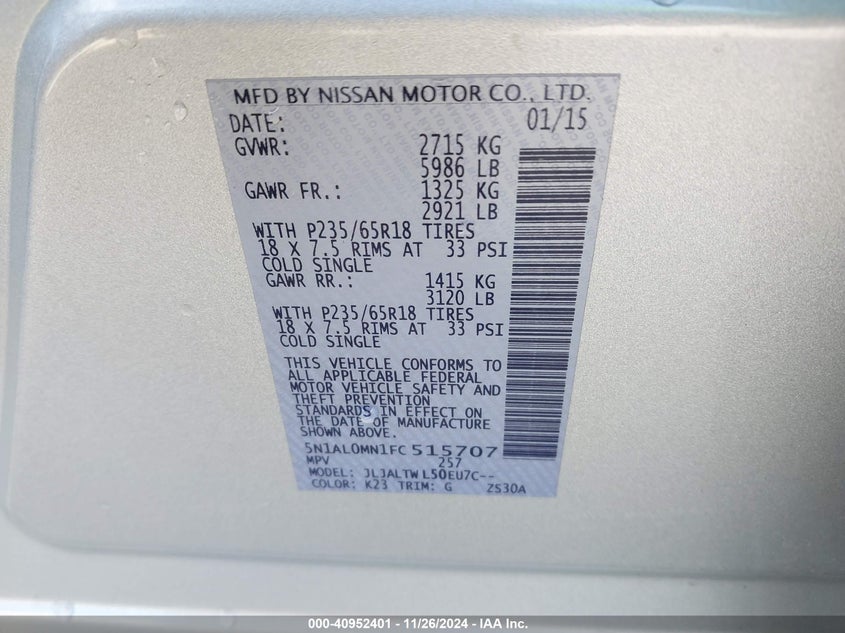 MFD BY NISSAN MOTOR CO., LTD.
DATE: 01/15
GVWR: 2715 KG
5986 LB
GAWR FR.: 1325 KG
2921 LB
WITH P235/65R18 TIRES
18 X 7.5 RIMS AT 33 PSI
COLD SINGLE
GAWR RR.: 1415 KG
3120 LB
WITH P235/65R18 TIRES
18 X 7.5 RIMS AT 33 PSI
COLD SINGLE
THIS VEHICLE CONFORMS TO
ALL APPLICABLE FEDERAL
MOTOR VEHICLE SAFETY AND
THEFT PREVENTION
STANDARDS IN EFFECT ON
THE DATE OF MANUFACTURE
SHOWN ABOVE.
5N1AL0MN1FC 515707
MPV 257
MODEL: JLJALTW L50EU7C--
COLOR: K23 TRIM: G ZS30A
000-40952401 - 11/26/2024 - IAA Inc.